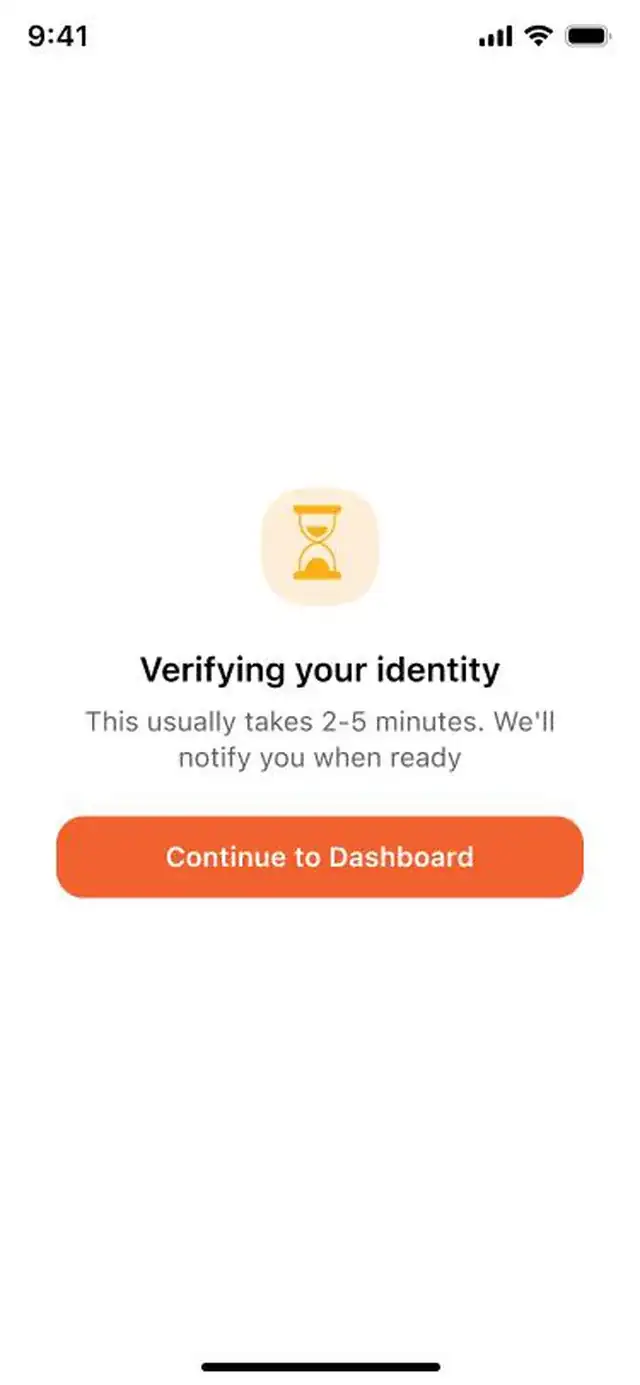 9:41
Verifying your identity
This usually takes 2-5 minutes. We'll
notify you when ready
Continue to Dashboard